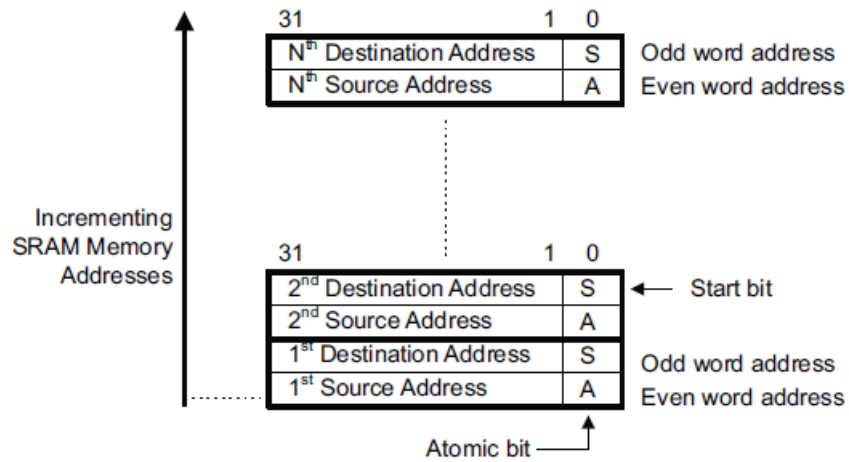 31 1 0
Nth Destination Address S Odd word address
Nth Source Address A Even word address
Incrementing
SRAM Memory
Addresses
31 1 0
2nd Destination Address S Start bit
2nd Source Address A
1st Destination Address S Odd word address
1st Source Address A Even word address
Atomic bit